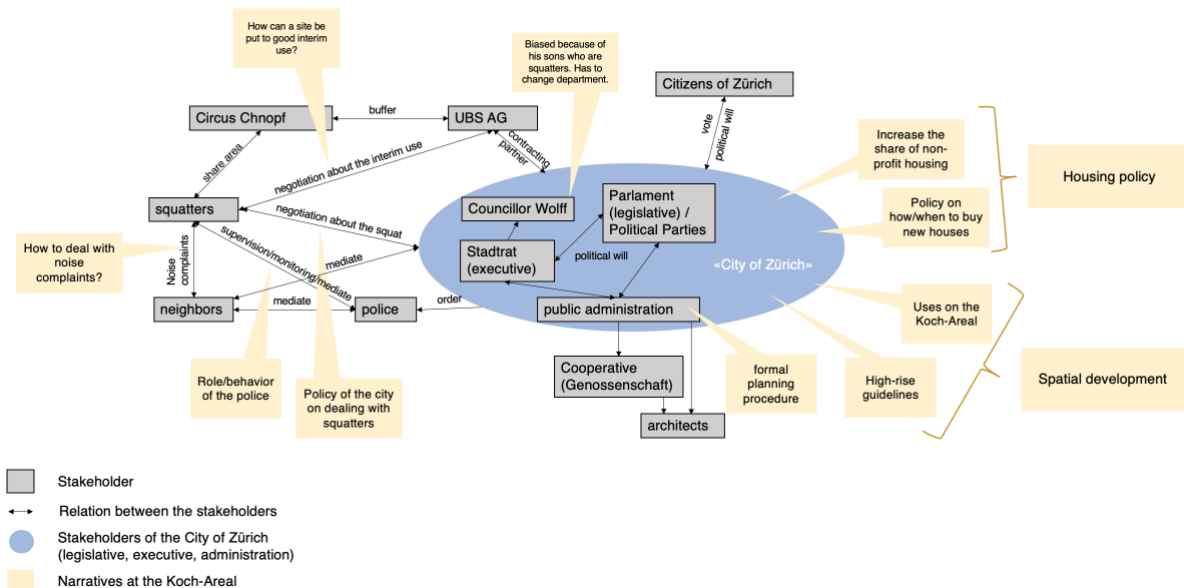 How can a site be
put to good interim
use?
Biased because of
his sons who are
squatters. Has to
change department.
Citizens of Zürich
Circus Chnopf
buffer
UBS AG
vote
political will
contracting
partner
share area
negotiation about the interim use
Increase the
share of non-
profit housing
Housing policy
squatters
negotiation about the squat
Councillor Wolff
Parlament
(legislative) /
Political Parties
Policy on
how/when to buy
new houses
How to deal with
noise
complaints?
Noise
complaints
supervision/monitoring/mediate
mediate
Stadtrat
(executive)
political will
«City of Zürich»
neighbors
mediate
police
order
public administration
Uses on the
Koch-Areal
Role/behavior
of the police
Policy of the city
on dealing with
squatters
Cooperative
(Genossenschaft)
formal
planning
procedure
High-rise
guidelines
Spatial development
architects
Stakeholder
Relation between the stakeholders
Stakeholders of the City of Zürich
(legislative, executive, administration)
Narratives at the Koch-Areal